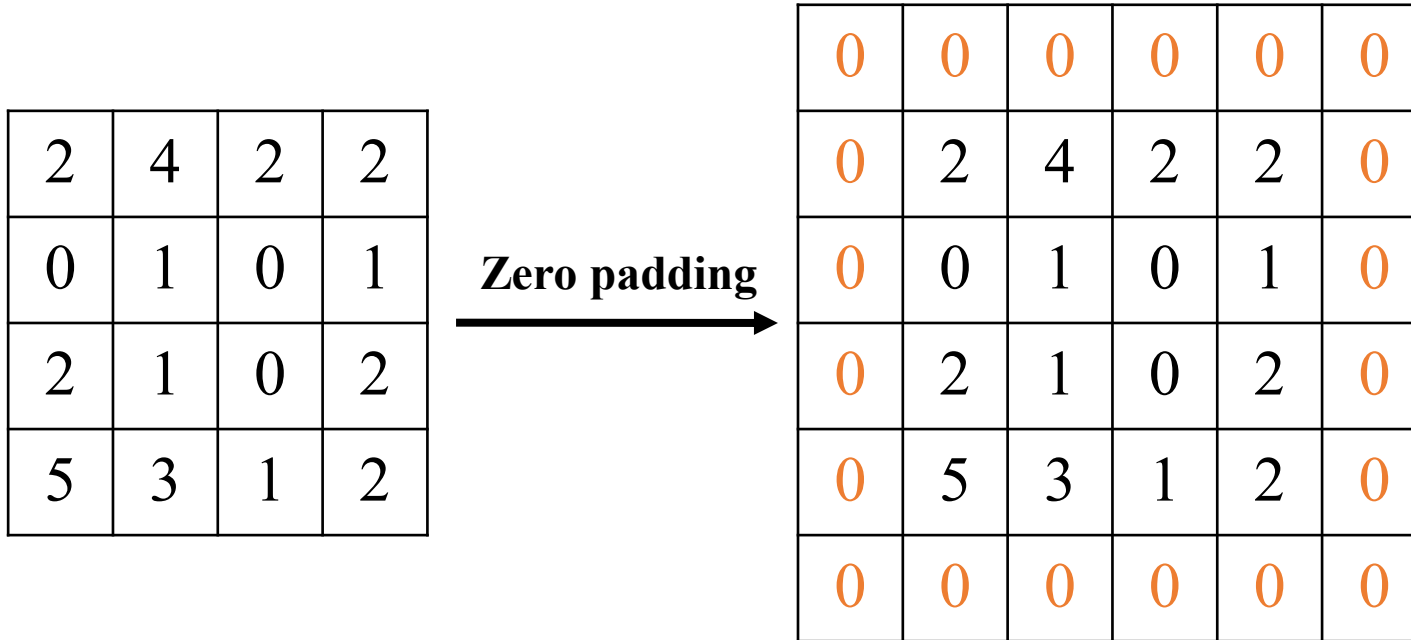 2 4 2 2
0 1 0 1
2 1 0 2
5 3 1 2
Zero padding
0 0 0 0 0 0
0 2 4 2 2 0
0 0 1 0 1 0
0 2 1 0 2 0
0 5 3 1 2 0
0 0 0 0 0 0